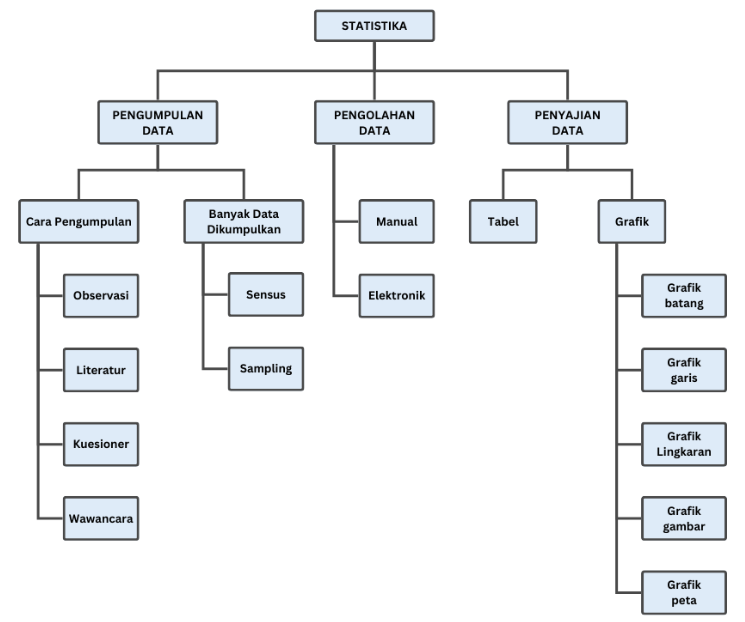 STATISTIKA
PENGUMPULAN
DATA
PENGOLAHAN
DATA
PENYAJIAN
DATA
Cara Pengumpulan
Banyak Data
Dikumpulkan
Manual
Tabel
Grafik
Observasi
Sensus
Elektronik
Grafik
batang
Literatur
Sampling
Grafik
garis
Kuesioner
Grafik
Lingkaran
Wawancara
Grafik
gambar
Grafik
peta